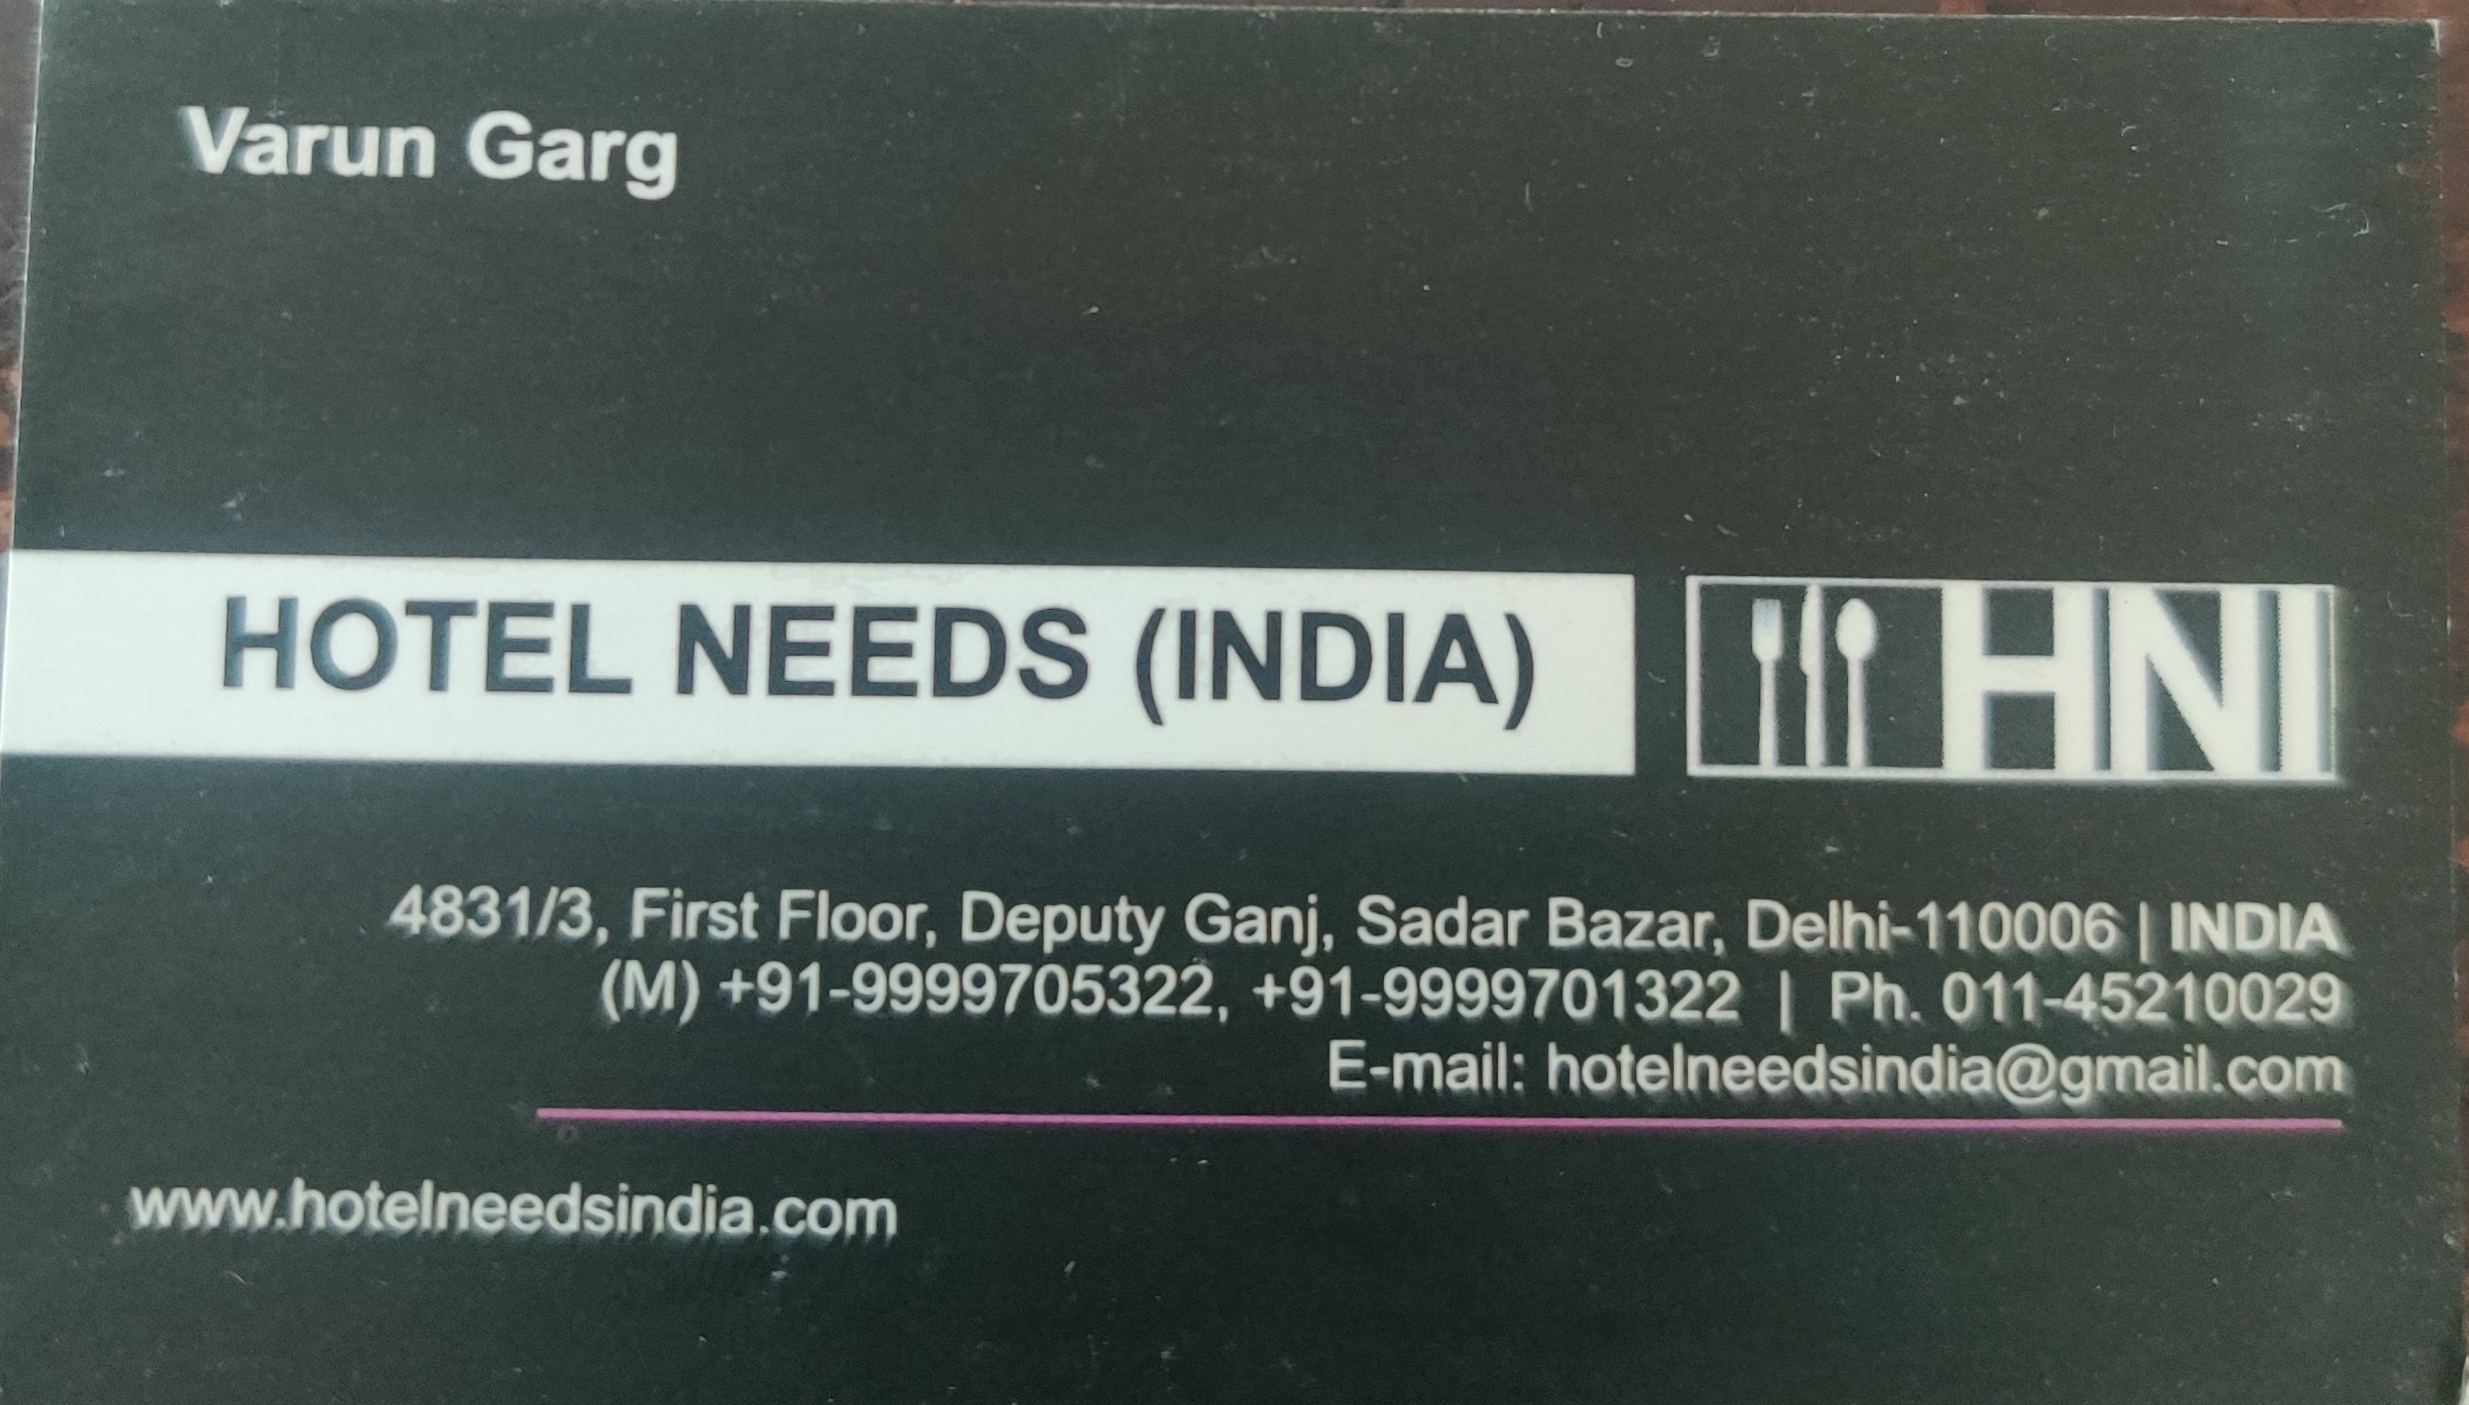 Varun Garg
HOTEL NEEDS (INDIA)
HNI
4831/3, First Floor, Deputy Ganj, Sadar Bazar, Delhi-110006 | INDIA
(M) +91-9999705322, +91-9999701322 | Ph. 011-45210029
E-mail: hotelneedsindia@gmail.com
www.hotelneedsindia.com